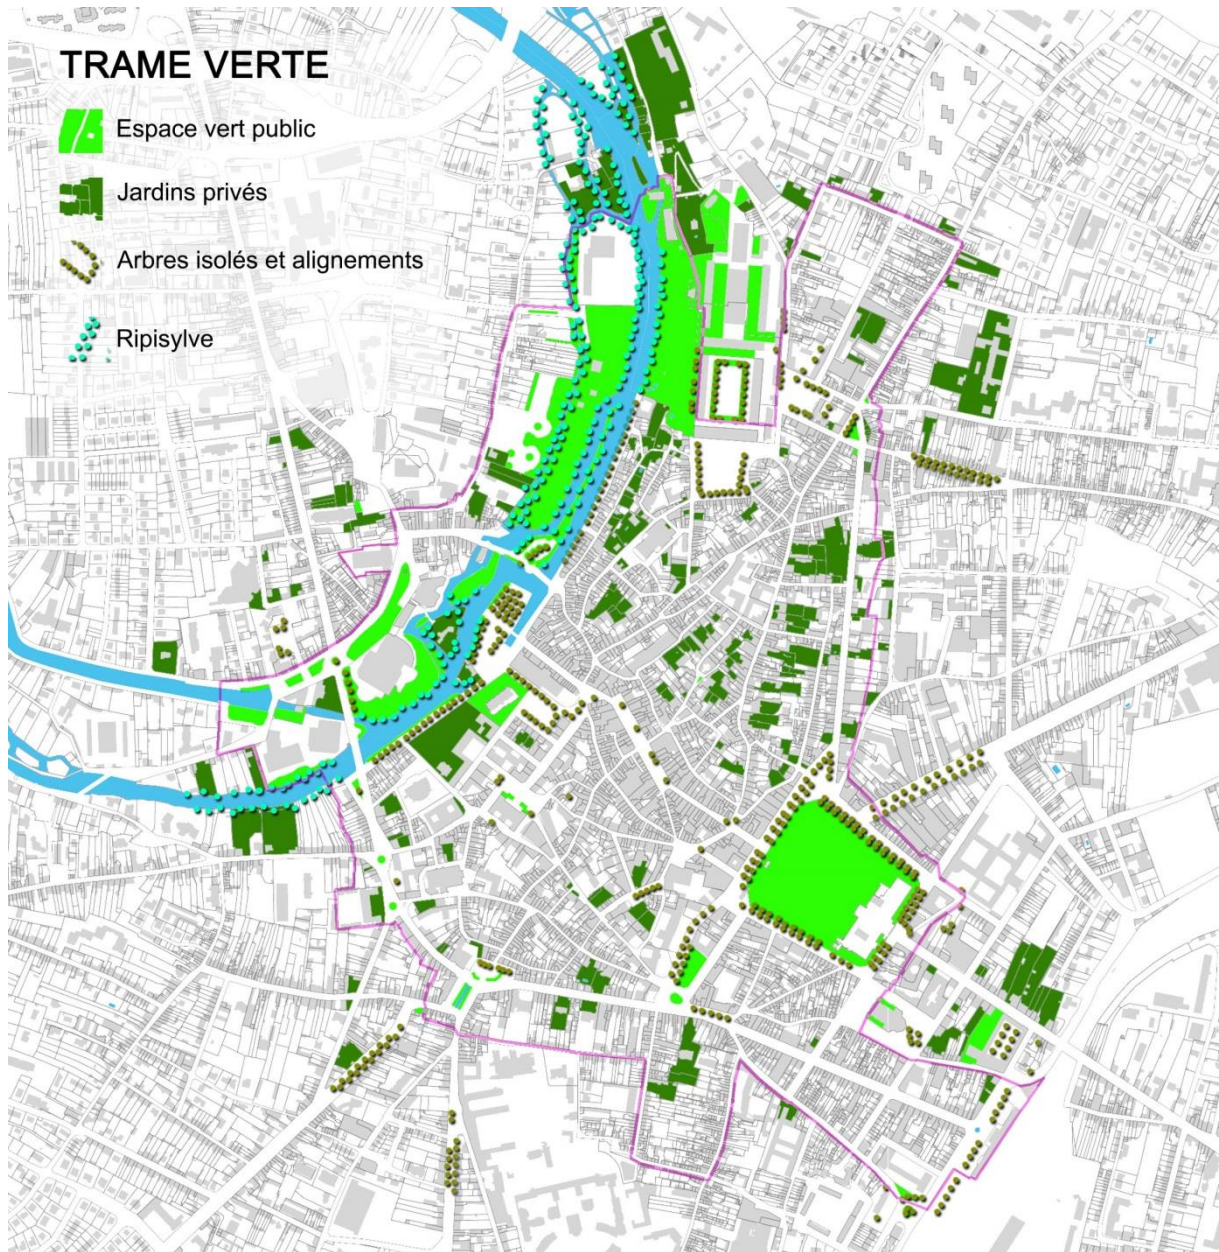 TRAME VERTE
Espace vert public
Jardins privés
Arbres isolés et alignements
Ripisylve